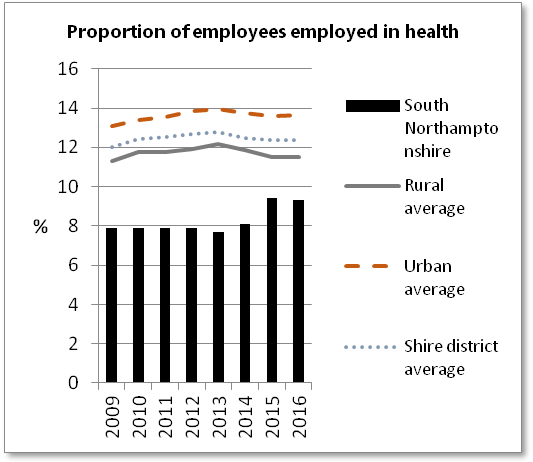 Proportion of employees employed in health
16
14
12
10
8
6
4
2
0
%
2009
2010
2011
2012
2013
2014
2015
2016
South
Northampto
nshire
Rural
average
Urban
average
Shire district
average